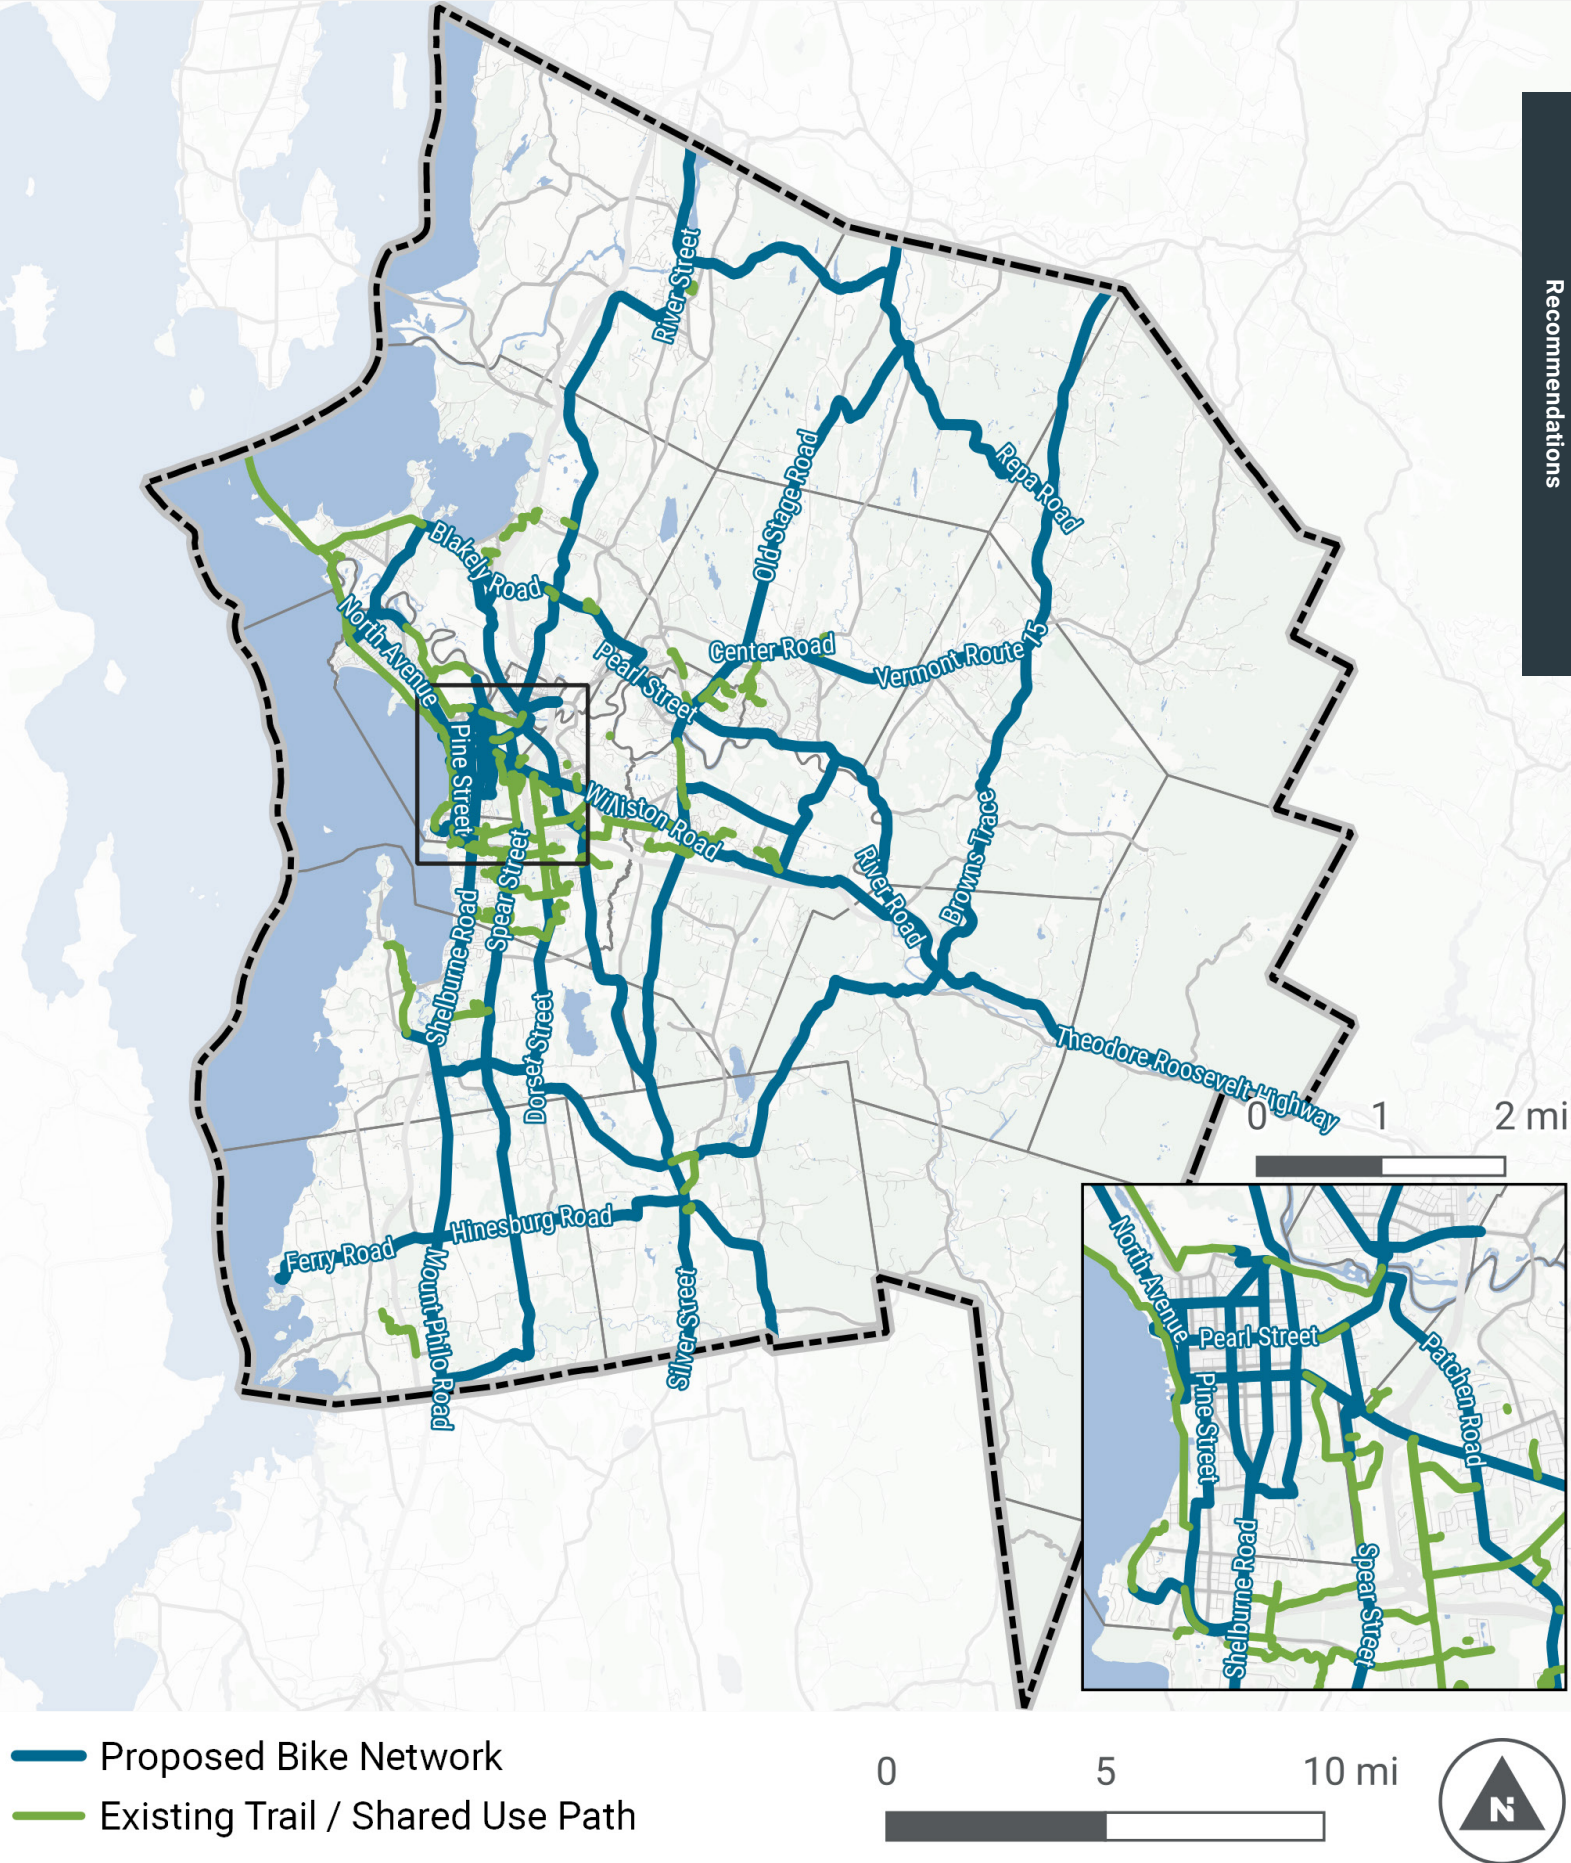 Recommendations
River Street
Repa Road
Old Stage Road
Blakely Road
North Avenue
Center Road
Vermont Route 15
Pearl Street
Pine Street
Williston Road
Browns Trace
River Road
Spear Street
Shelburne Road
Dorset Street
Theodore Roosevelt Highway
0 1 2 mi
Hinesburg Road
Ferry Road
Mount Philo Road
Silver Street
North Avenue
Pearl Street
Patchen Road
Pine Street
Shelburne Road
Spear Street
Proposed Bike Network
Existing Trail / Shared Use Path
0 5 10 mi
N